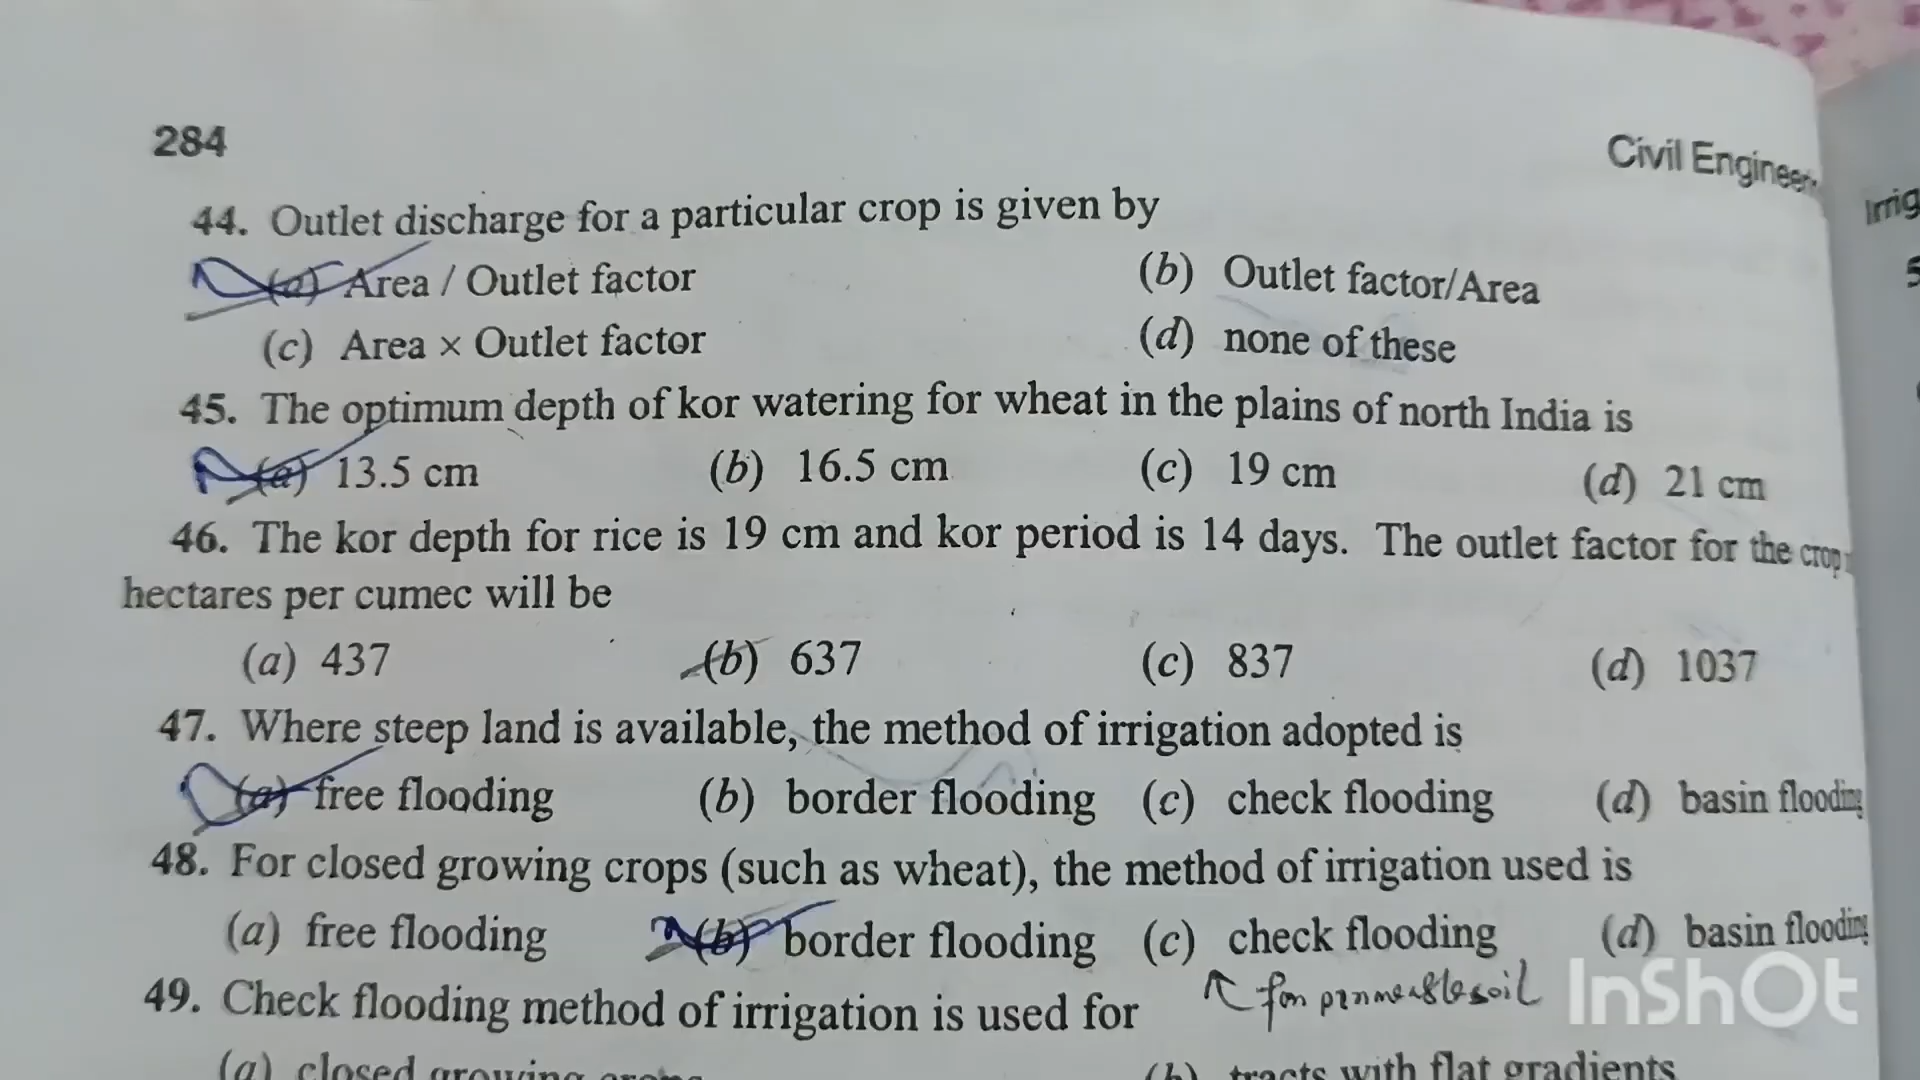 284
Civil Engineer
44. Outlet discharge for a particular crop is given by
(a) Area / Outlet factor (b) Outlet factor/Area
(c) Area × Outlet factor (d) none of these
45. The optimum depth of kor watering for wheat in the plains of north India is
(a) 13.5 cm (b) 16.5 cm (c) 19 cm (d) 21 cm
46. The kor depth for rice is 19 cm and kor period is 14 days. The outlet factor for the crop
hectares per cumec will be
(a) 437 (b) 637 (c) 837 (d) 1037
47. Where steep land is available, the method of irrigation adopted is
(a) free flooding (b) border flooding (c) check flooding (d) basin flooding
48. For closed growing crops (such as wheat), the method of irrigation used is
(a) free flooding (b) border flooding (c) check flooding (d) basin flooding
49. Check flooding method of irrigation is used for
(a) closed growing crops (b) tracts with flat gradients
Irrig
InShOt